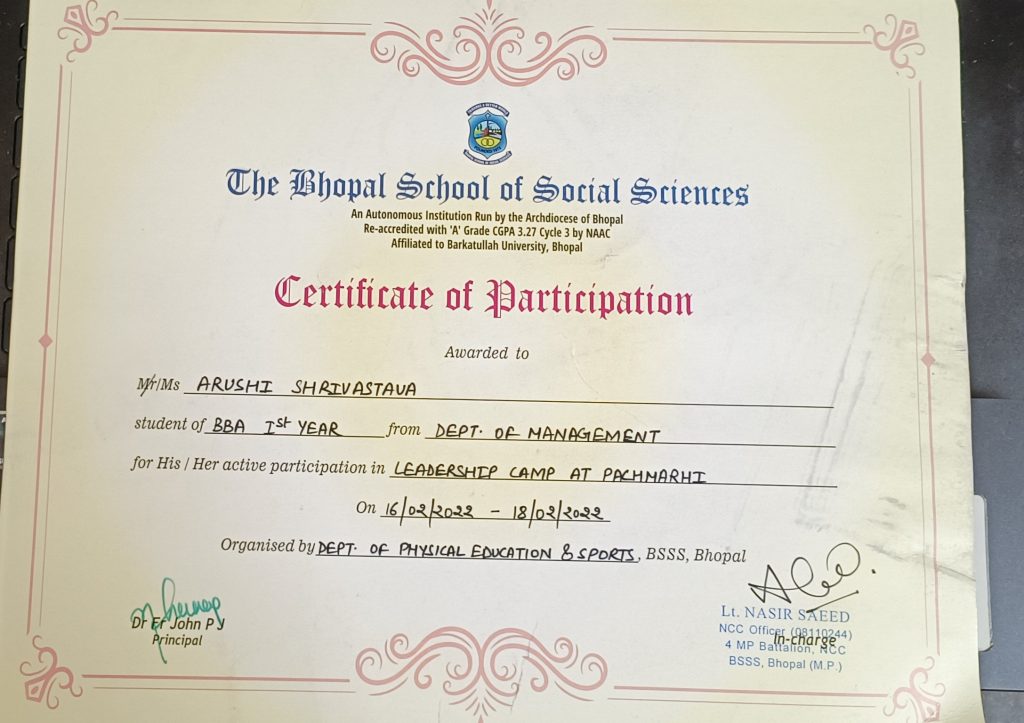 The Bhopal School of Social Sciences
An Autonomous Institution Run by the Archdiocese of Bhopal
Re-accredited with 'A' Grade CGPA 3.27 Cycle 3 by NAAC
Affiliated to Barkatullah University, Bhopal
Certificate of Participation
Awarded to
Mr/Ms ARUSHI SHRIVASTAVA
student of BBA Ist YEAR from DEPT. OF MANAGEMENT
for His / Her active participation in LEADERSHIP CAMP AT PACHMARHI
On 16/02/2022 - 18/02/2022
Organised by DEPT. OF PHYSICAL EDUCATION & SPORTS, BSSS, Bhopal
Dr Fr John P J
Principal
Lt. NASIR SAEED
NCC Officer (08110244)
In-charge
4 MP Battalion, NCC
BSSS, Bhopal (M.P.)